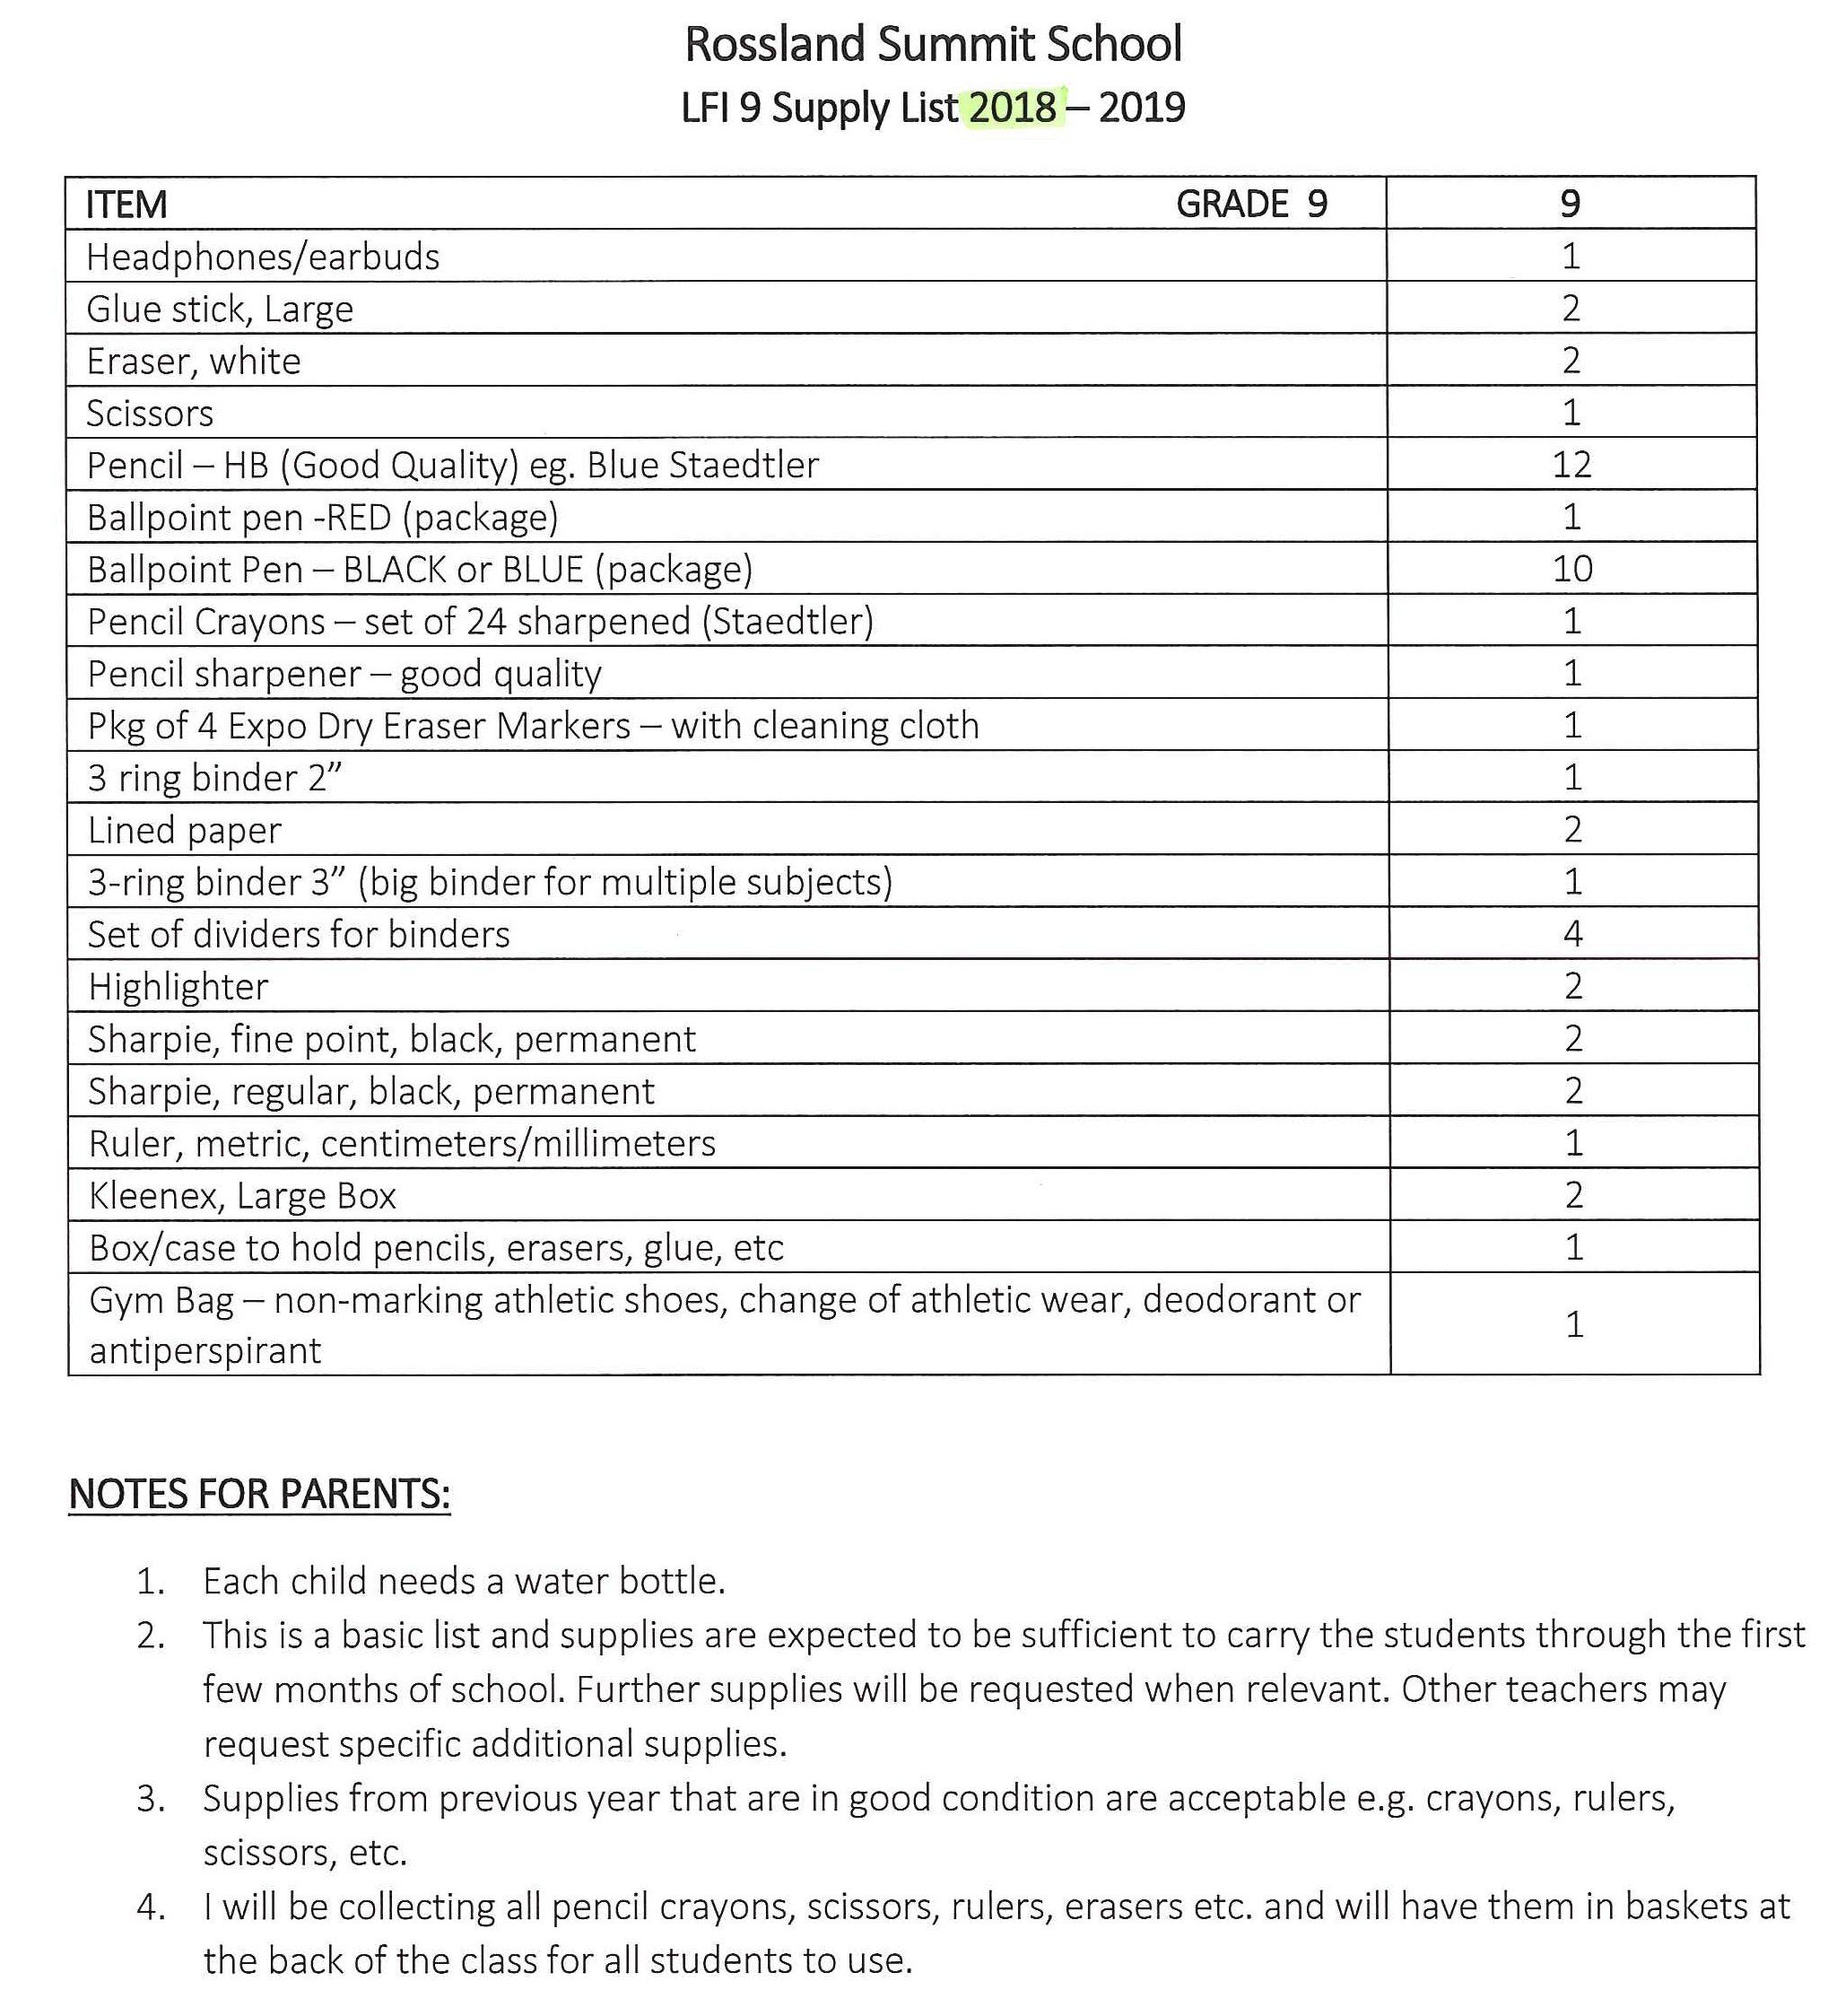 Rossland Summit School
LFI 9 Supply List 2018 – 2019
ITEM GRADE 9 9
Headphones/earbuds 1
Glue stick, Large 2
Eraser, white 2
Scissors 1
Pencil – HB (Good Quality) eg. Blue Staedtler 12
Ballpoint pen -RED (package) 1
Ballpoint Pen – BLACK or BLUE (package) 10
Pencil Crayons – set of 24 sharpened (Staedtler) 1
Pencil sharpener – good quality 1
Pkg of 4 Expo Dry Eraser Markers – with cleaning cloth 1
3 ring binder 2” 1
Lined paper 2
3-ring binder 3” (big binder for multiple subjects) 1
Set of dividers for binders 4
Highlighter 2
Sharpie, fine point, black, permanent 2
Sharpie, regular, black, permanent 2
Ruler, metric, centimeters/millimeters 1
Kleenex, Large Box 2
Box/case to hold pencils, erasers, glue, etc 1
Gym Bag – non-marking athletic shoes, change of athletic wear, deodorant or
antiperspirant 1
NOTES FOR PARENTS:
1. Each child needs a water bottle.
2. This is a basic list and supplies are expected to be sufficient to carry the students through the first
few months of school. Further supplies will be requested when relevant. Other teachers may
request specific additional supplies.
3. Supplies from previous year that are in good condition are acceptable e.g. crayons, rulers,
scissors, etc.
4. I will be collecting all pencil crayons, scissors, rulers, erasers etc. and will have them in baskets at
the back of the class for all students to use.